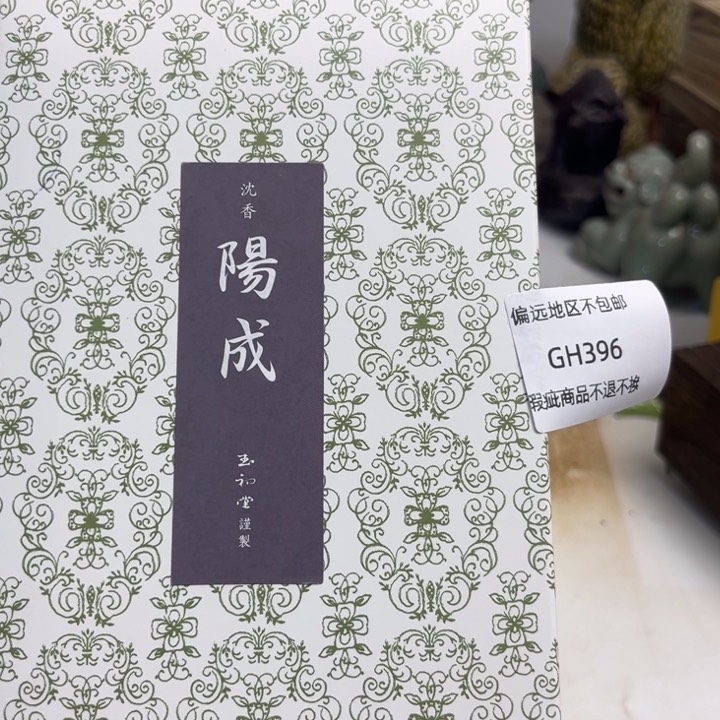 沈香
陽成
玉初堂謹製
偏远地区不包邮
GH396
瑕疵商品不退不换